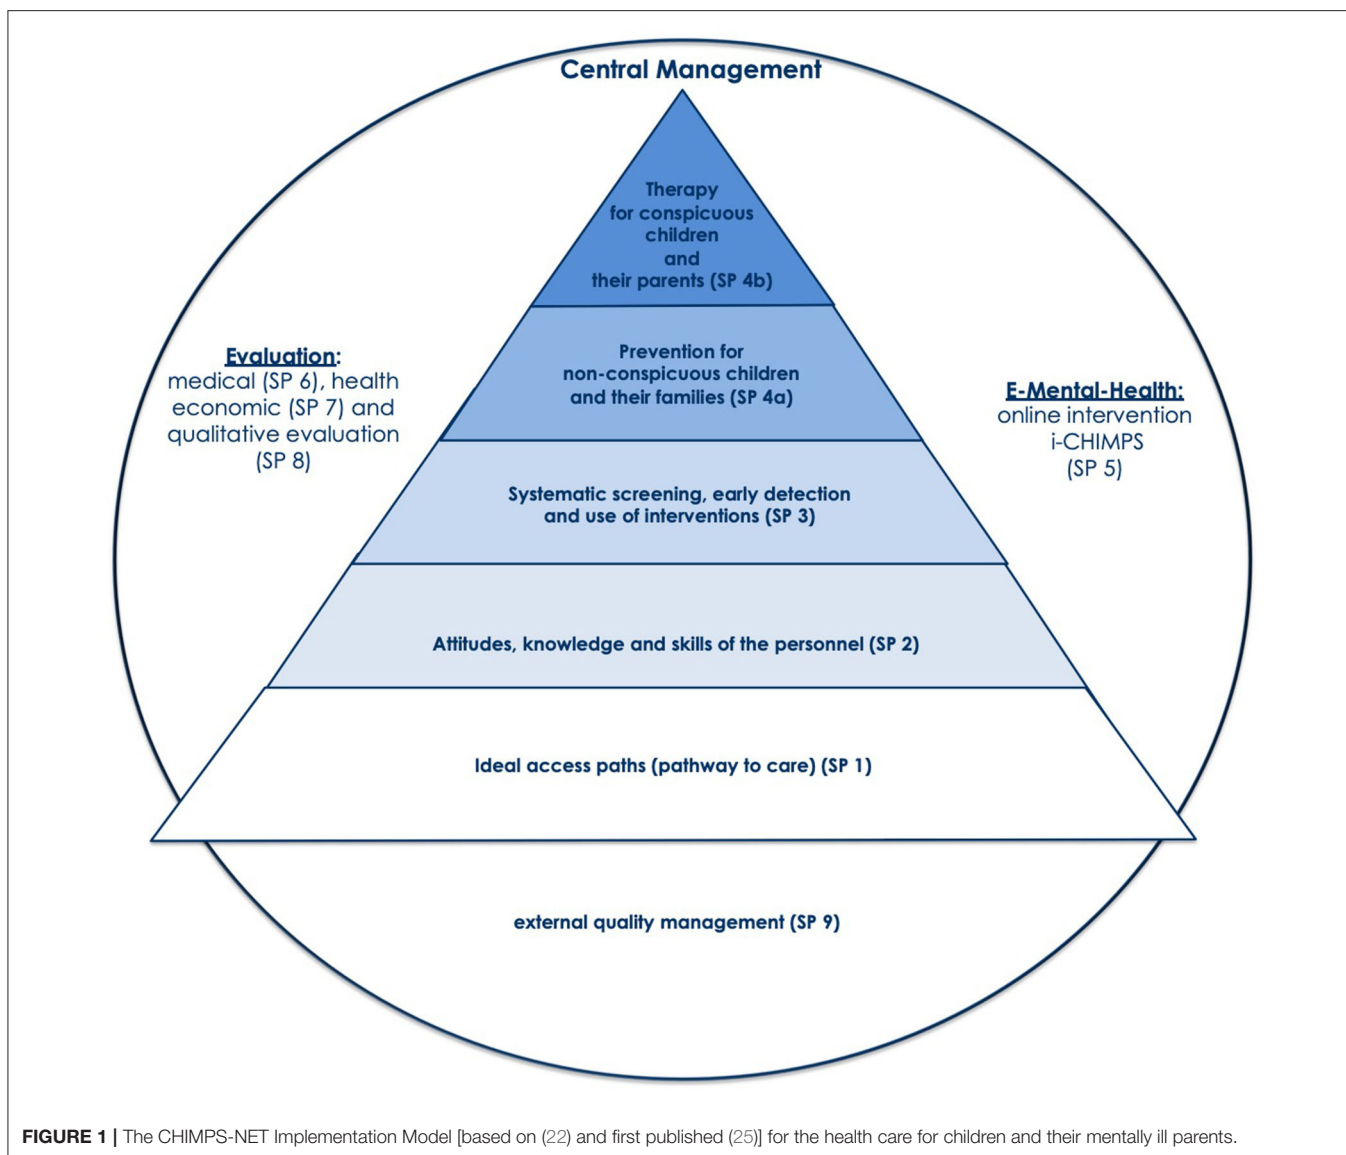 Central Management
Therapy
for conspicuous
children
and
their parents (SP 4b)
Prevention for
non-conspicuous children
and their families (SP 4a)
Evaluation:
medical (SP 6), health
economic (SP 7) and
qualitative evaluation
(SP 8)
E-Mental-Health:
online intervention
i-CHIMPS
(SP 5)
Systematic screening, early detection
and use of interventions (SP 3)
Attitudes, knowledge and skills of the personnel (SP 2)
Ideal access paths (pathway to care) (SP 1)
external quality management (SP 9)
FIGURE 1 | The CHIMPS-NET Implementation Model [based on (22) and first published (25)] for the health care for children and their mentally ill parents.